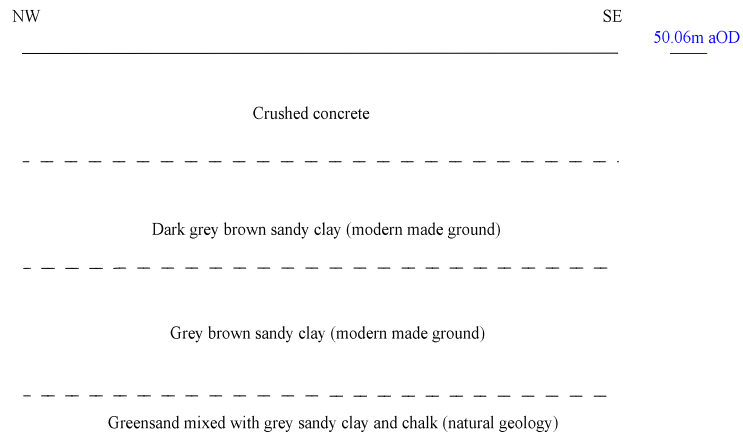 NW
SE
50.06m aOD
Crushed concrete
Dark grey brown sandy clay (modern made ground)
Grey brown sandy clay (modern made ground)
Greensand mixed with grey sandy clay and chalk (natural geology)